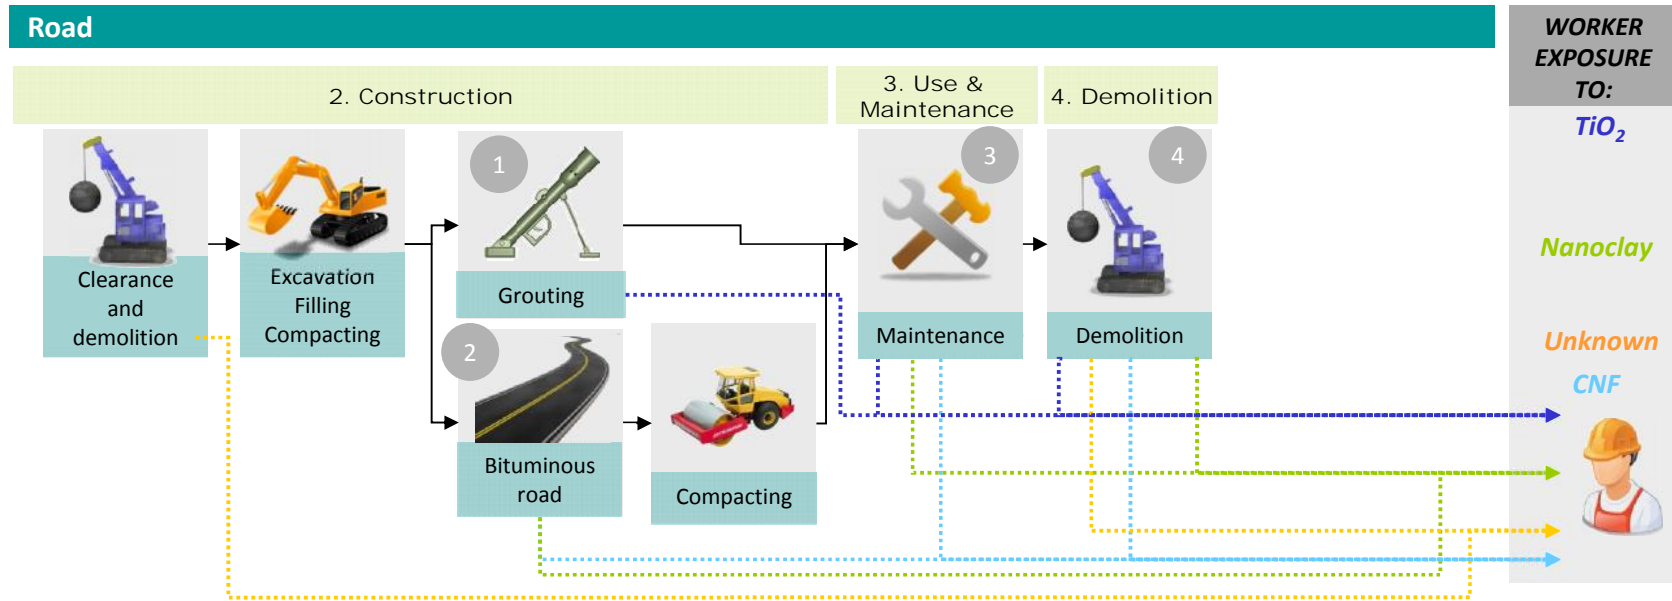 Road
WORKER
EXPOSURE
TO:
2. Construction
3. Use &
Maintenance
4. Demolition
TiO2
Nanoclay
Unknown
CNF
1
3
4
Clearance
and
demolition
Excavation
Filling
Compacting
Grouting
Maintenance
Demolition
2
Bituminous
road
Compacting